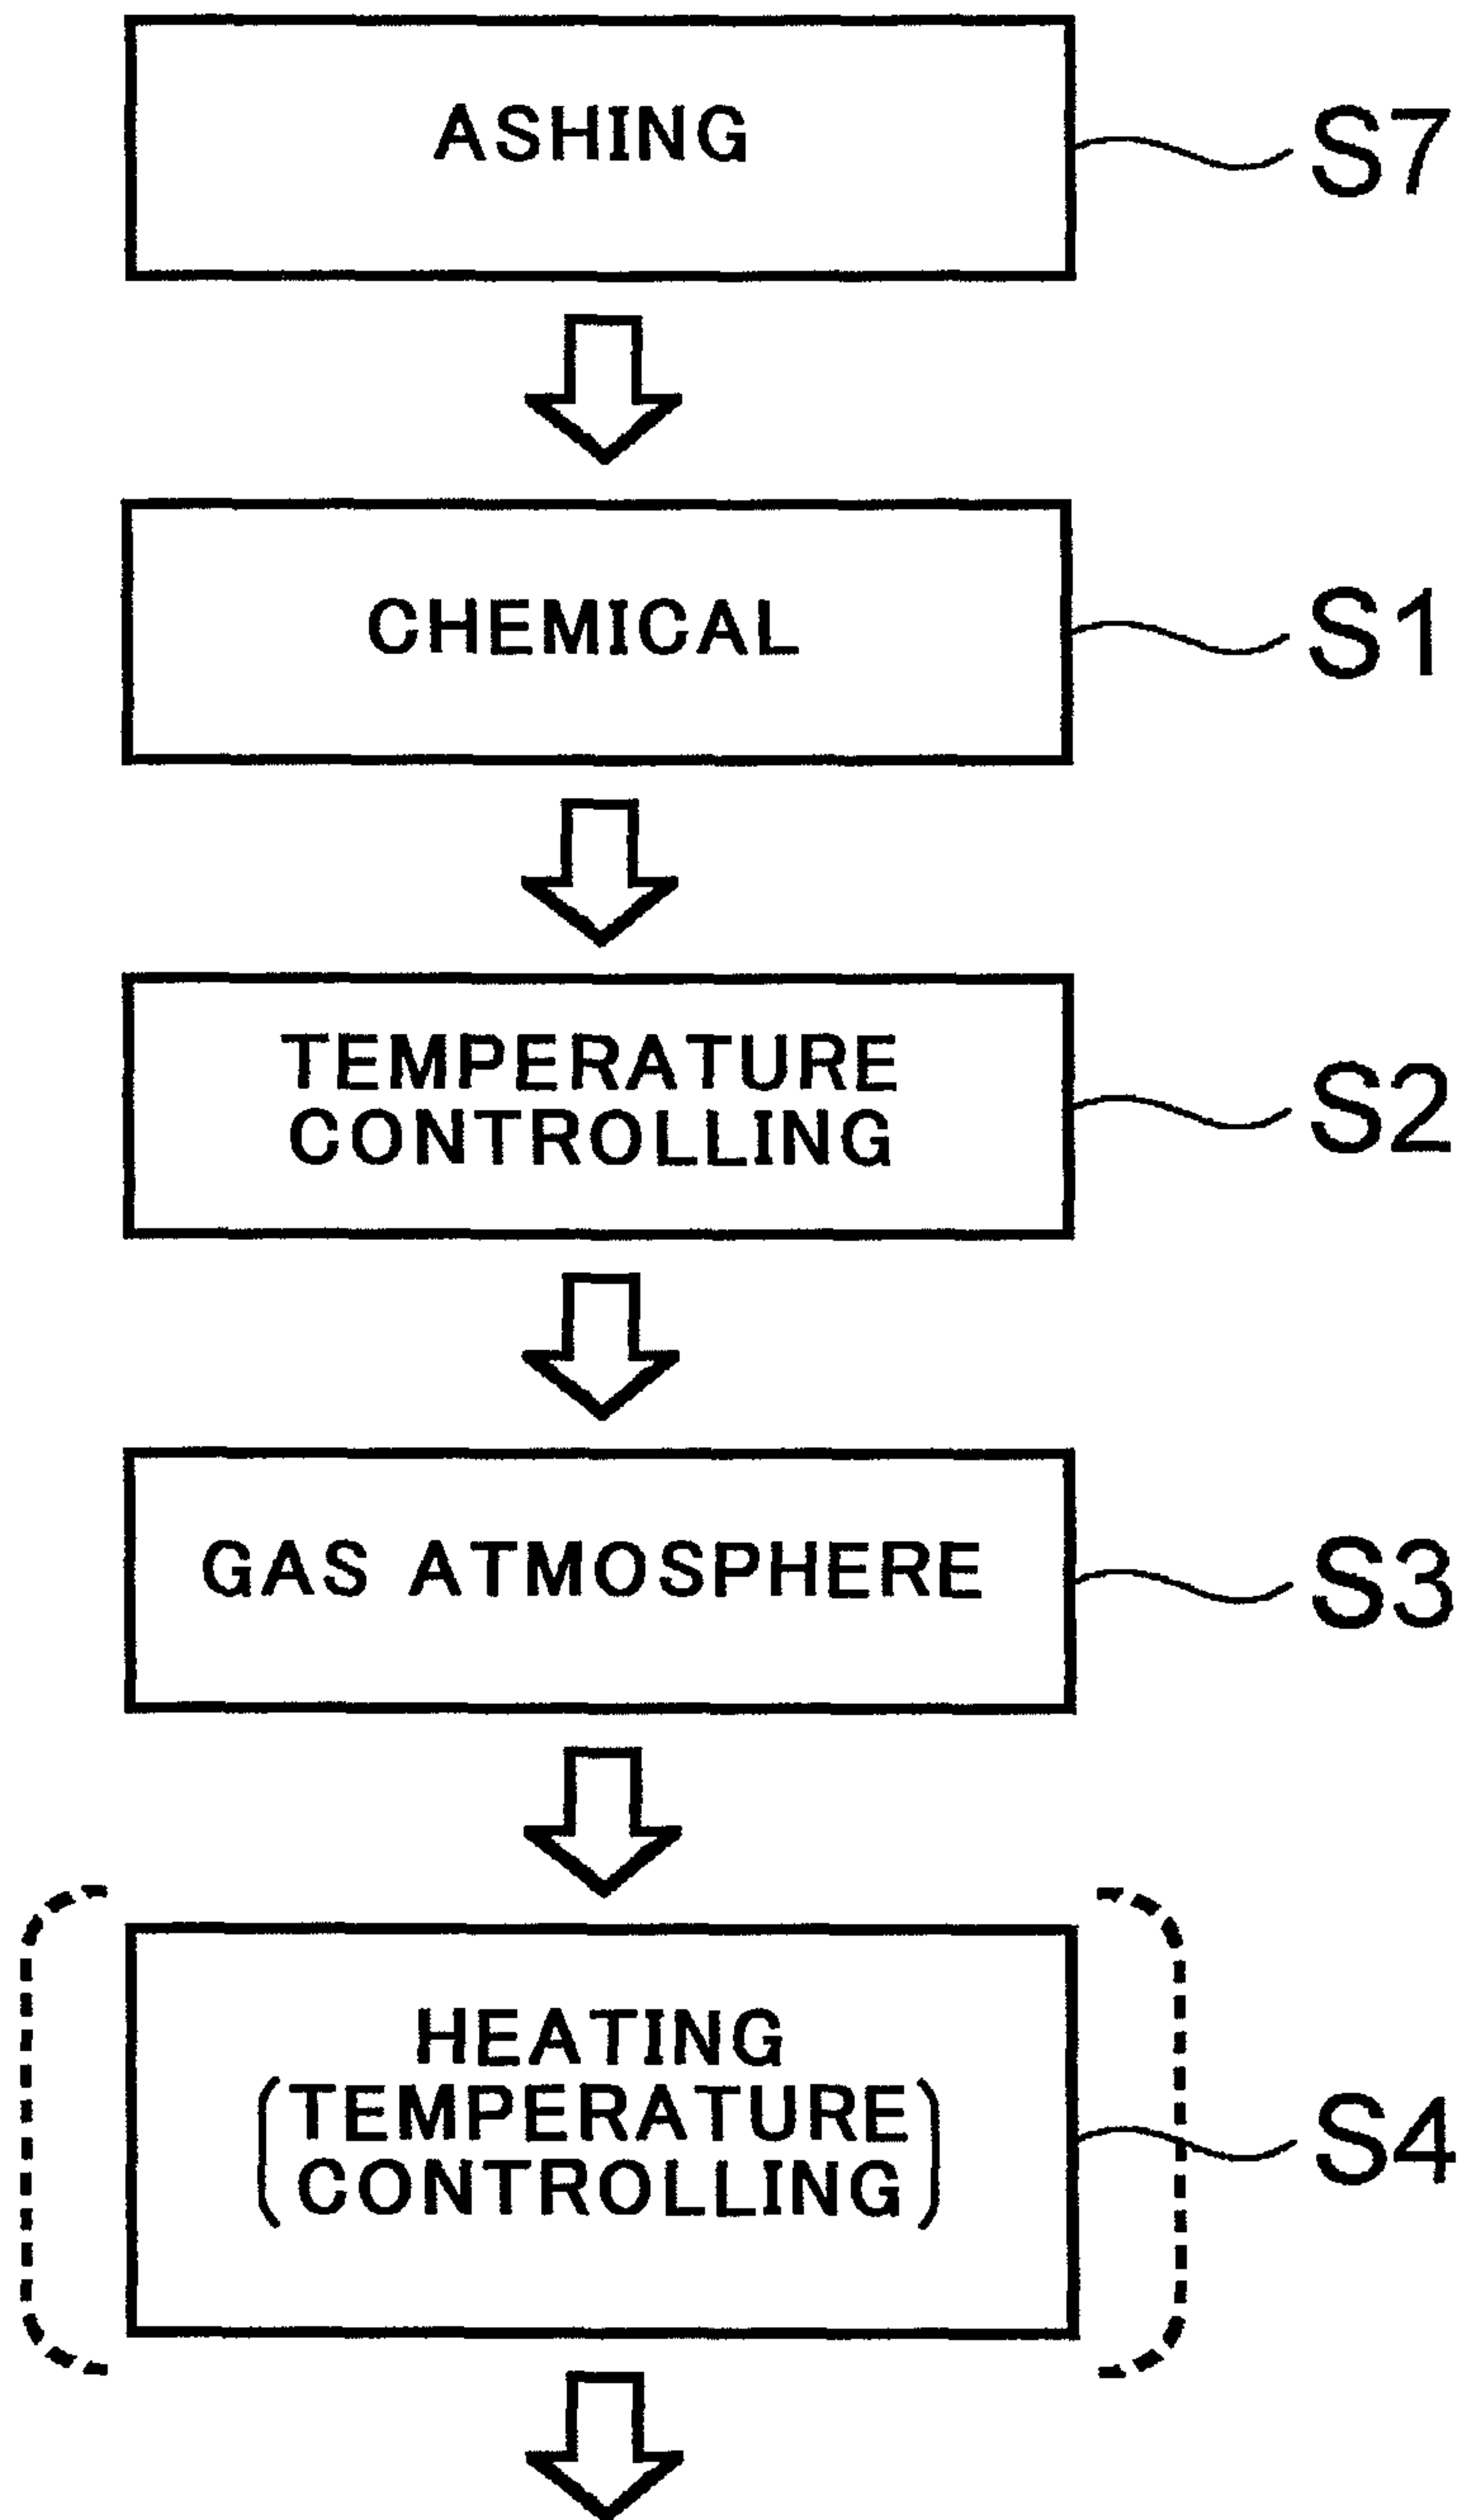 ASHING
S7
CHEMICAL
S1
TEMPERATURE
CONTROLLING
S2
GAS ATMOSPHERE
S3
HEATING
(TEMPERATURE
CONTROLLING)
S4